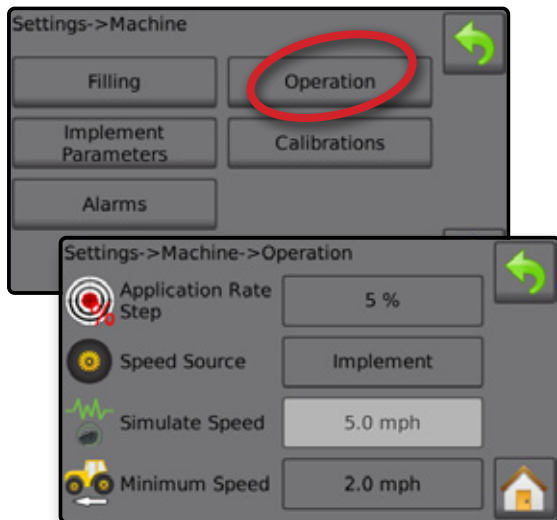 Settings->Machine
Filling
Operation
Implement
Parameters
Calibrations
Alarms
Settings->Machine->Operation
Application Rate
Step
5 %
Speed Source
Implement
Simulate Speed
5.0 mph
Minimum Speed
2.0 mph
%